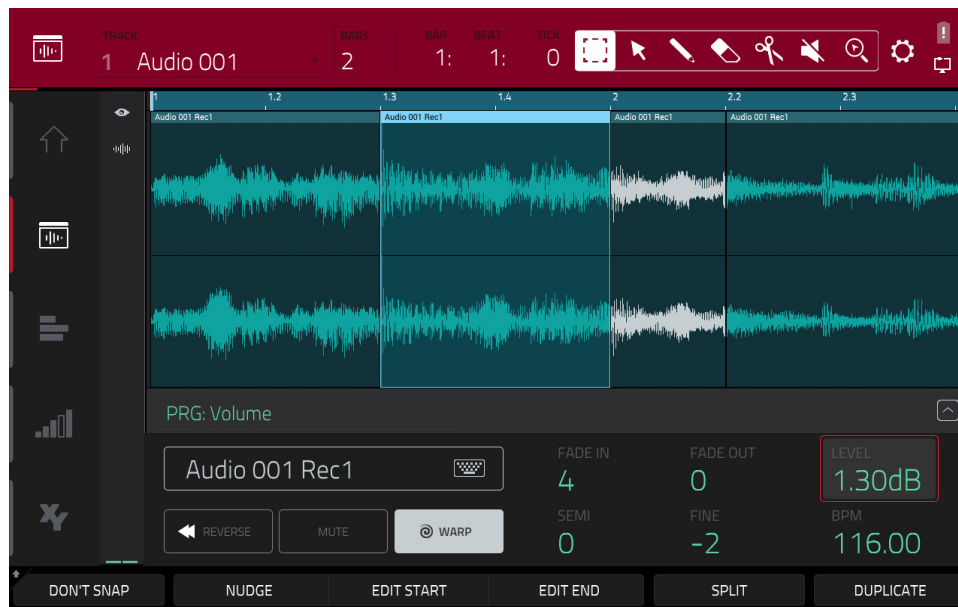 TRACK BARS BAR BEAT TICK
1 Audio 001 2 1: 1: 0
!
1 1.2 1.3 1.4 2 2.2 2.3
Audio 001 Rec1 Audio 001 Rec1 Audio 001 Rec1 Audio 001 Rec1
PRG: Volume
FADE IN FADE OUT LEVEL
Audio 001 Rec1 4 0 1.30dB
SEMI FINE BPM
REVERSE MUTE WARP 0 -2 116.00
XY
DON'T SNAP NUDGE EDIT START EDIT END SPLIT DUPLICATE